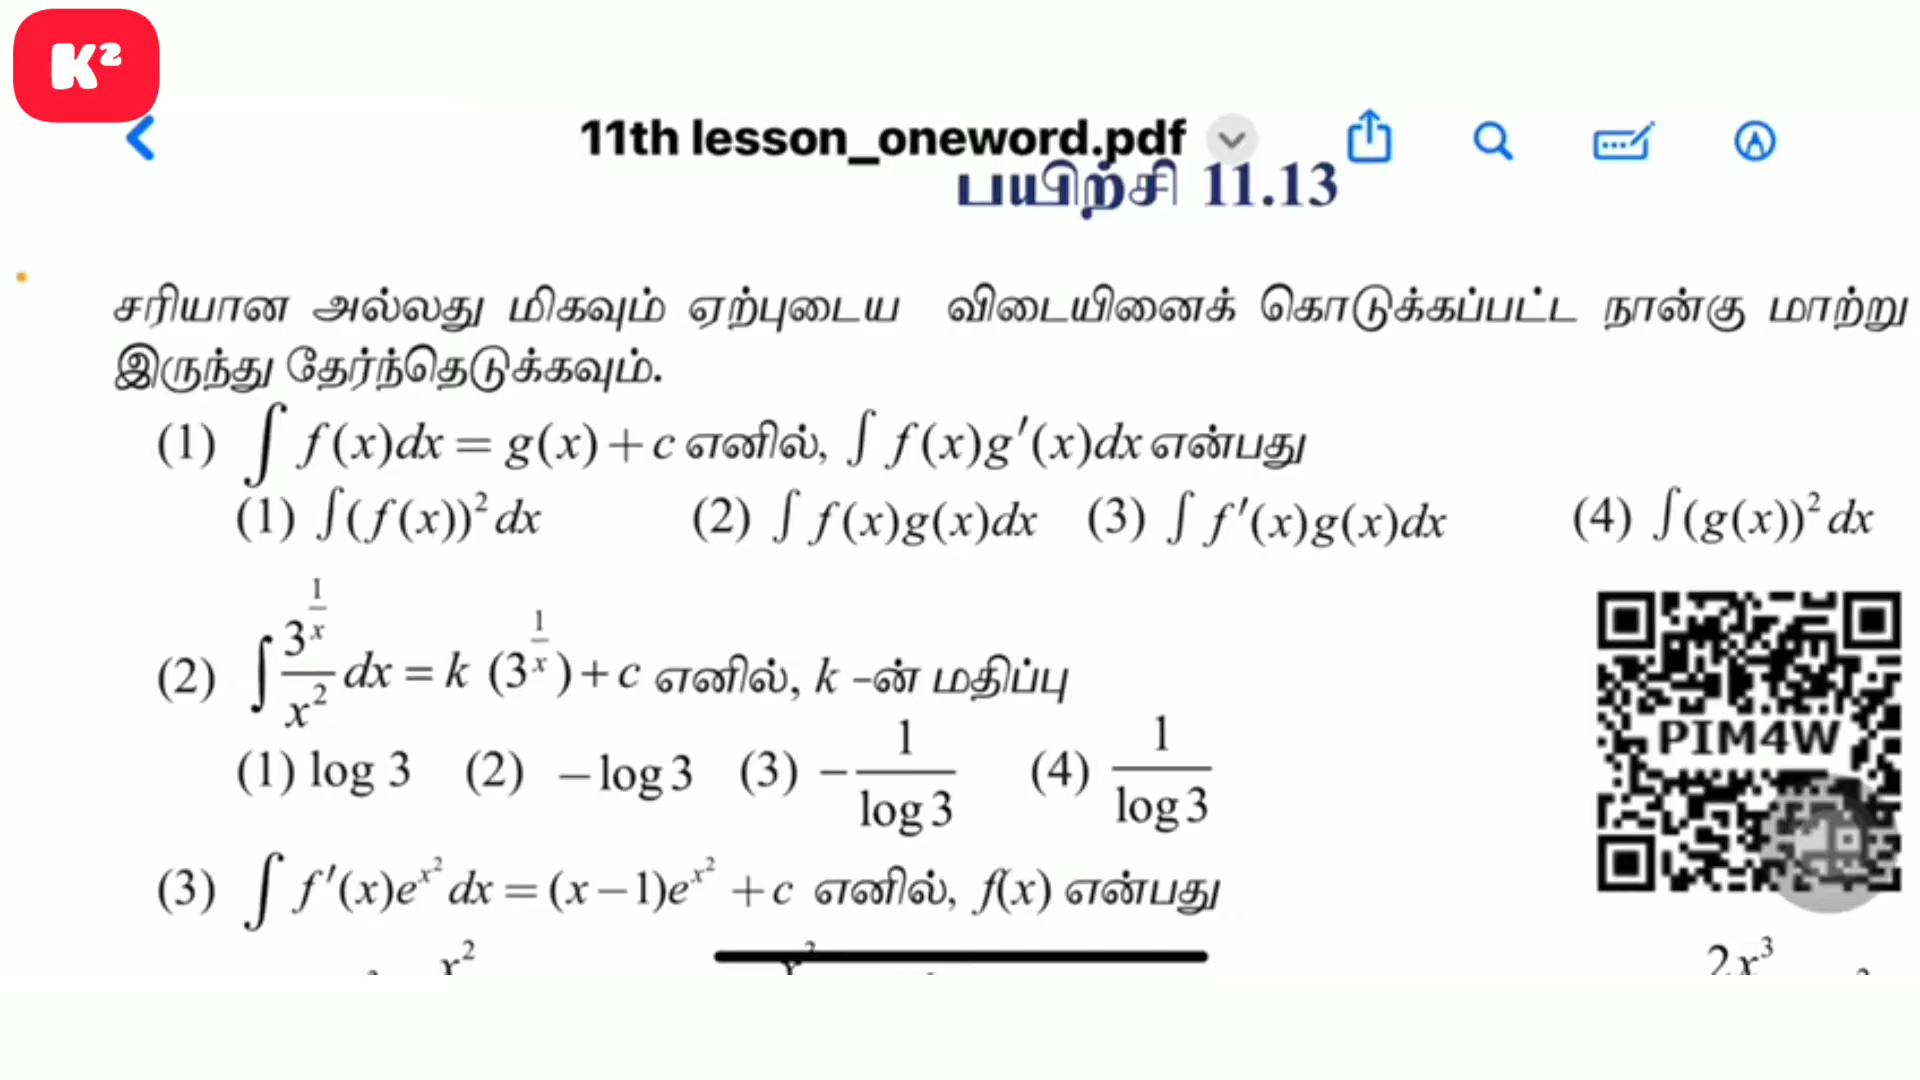 K²
11th lesson_oneword.pdf
பயிற்சி 11.13
சரியான அல்லது மிகவும் ஏற்புடைய விடையினைக் கொடுக்கப்பட்ட நான்கு மாற்று
இருந்து தேர்ந்தெடுக்கவும்.
(1) ∫ f(x)dx = g(x)+c எனில், ∫ f(x)g′(x)dx என்பது
(1) ∫(f(x))² dx (2) ∫ f(x)g(x)dx (3) ∫ f′(x)g(x)dx (4) ∫(g(x))² dx
(2) ∫ 3^(1/x)/x² dx = k (3^(1/x))+c எனில், k -ன் மதிப்பு
(1) log 3 (2) −log 3 (3) −1/log 3 (4) 1/log 3
PIM4W
(3) ∫ f′(x)e^(x²) dx = (x−1)e^(x²) +c எனில், f(x) என்பது
x² 2x³